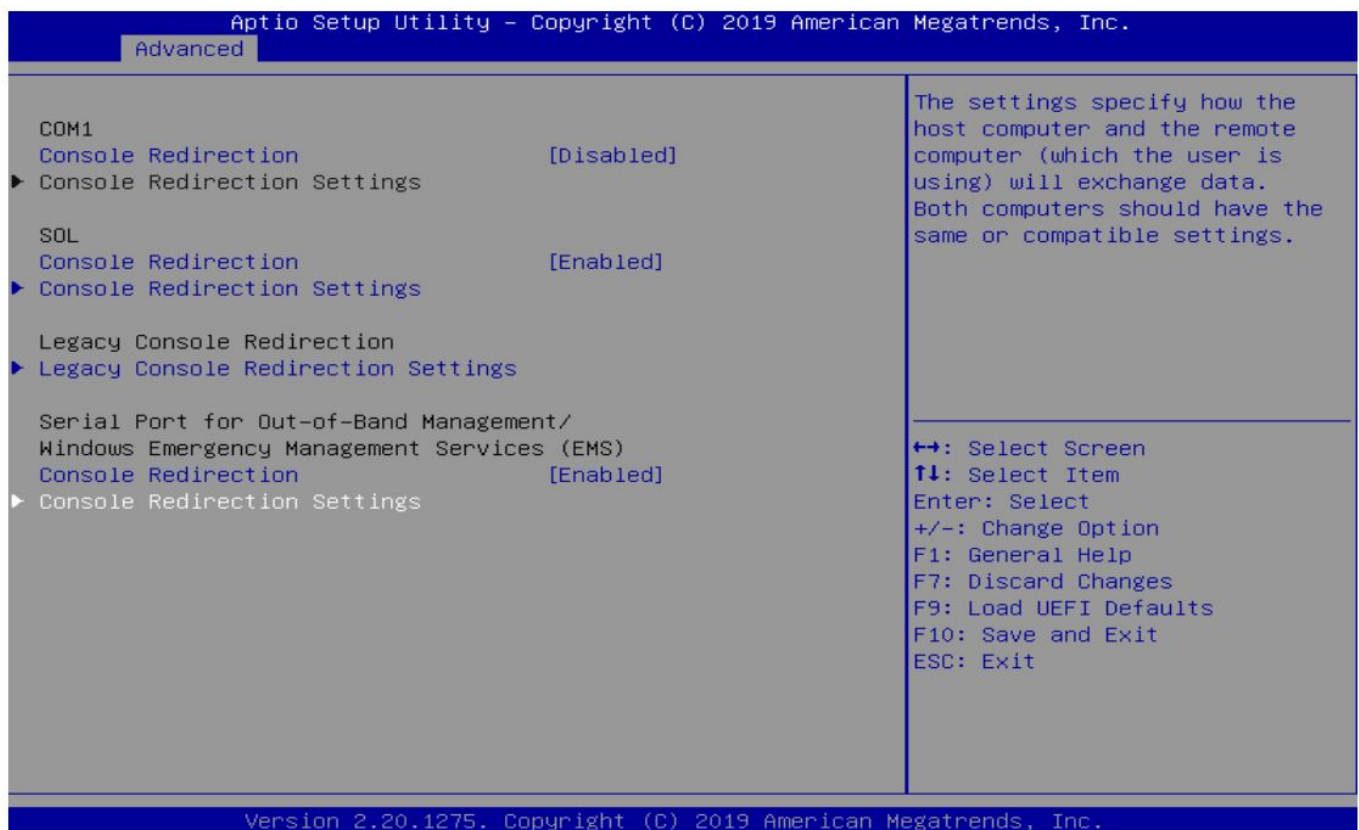 Aptio Setup Utility – Copyright (C) 2019 American Megatrends, Inc.
Advanced
COM1
Console Redirection [Disabled]
▶ Console Redirection Settings
SOL
Console Redirection [Enabled]
▶ Console Redirection Settings
Legacy Console Redirection
▶ Legacy Console Redirection Settings
Serial Port for Out–of–Band Management/
Windows Emergency Management Services (EMS)
Console Redirection [Enabled]
▶ Console Redirection Settings
The settings specify how the
host computer and the remote
computer (which the user is
using) will exchange data.
Both computers should have the
same or compatible settings.
↔: Select Screen
↑↓: Select Item
Enter: Select
+/–: Change Option
F1: General Help
F7: Discard Changes
F9: Load UEFI Defaults
F10: Save and Exit
ESC: Exit
Version 2.20.1275. Copyright (C) 2019 American Megatrends, Inc.